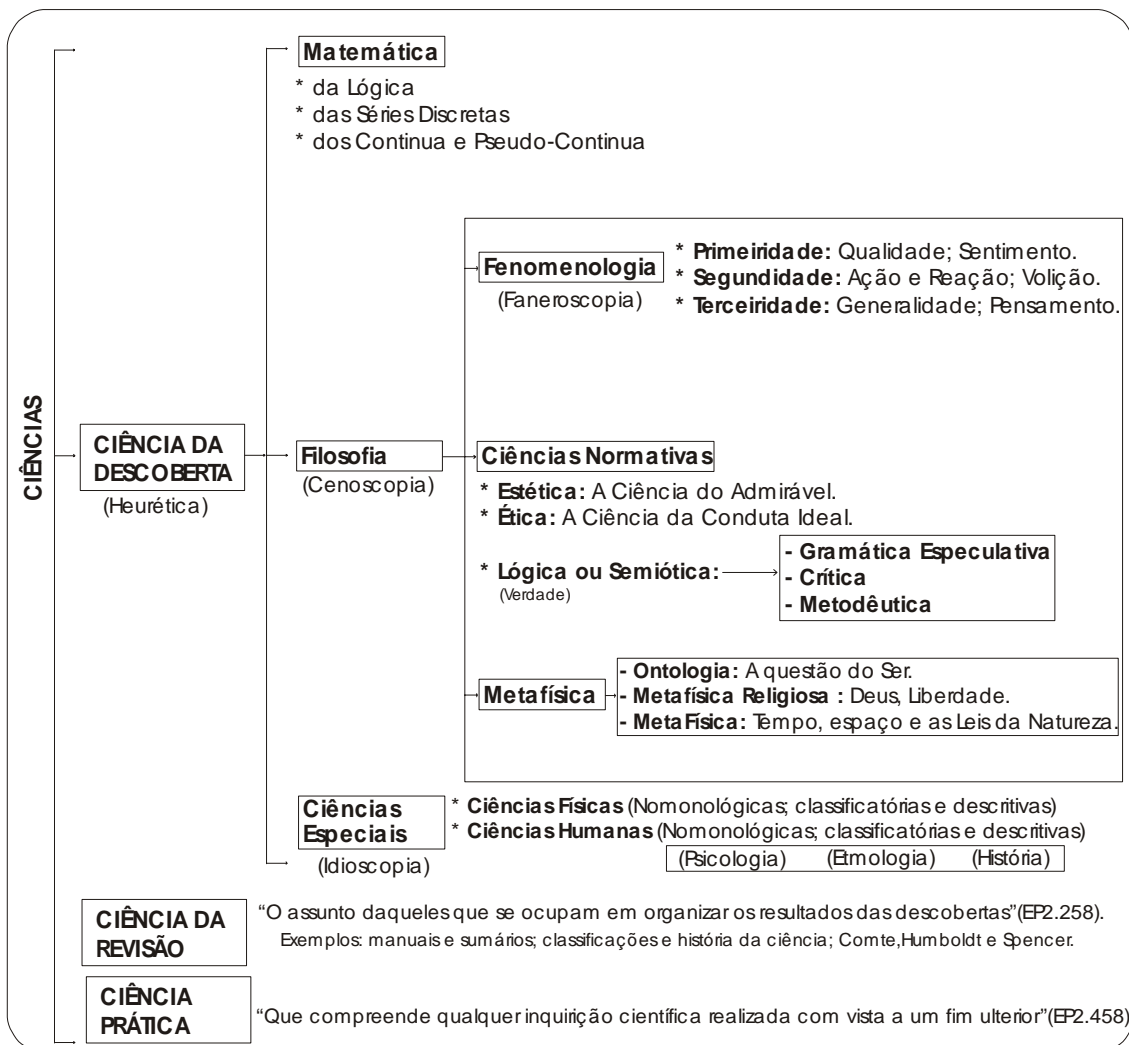 Matemática
* da Lógica
* das Séries Discretas
* dos Continua e Pseudo-Continua
CIÊNCIAS
CIÊNCIA DA
DESCOBERTA
(Heurética)
Filosofia
(Cenoscopia)
Fenomenologia
(Faneroscopia)
* Primeiridade: Qualidade; Sentimento.
* Segundidade: Ação e Reação; Volição.
* Terceiridade: Generalidade; Pensamento.
Ciências Normativas
* Estética: A Ciência do Admirável.
* Ética: A Ciência da Conduta Ideal.
* Lógica ou Semiótica:
(Verdade)
- Gramática Especulativa
- Crítica
- Metodêutica
Metafísica
- Ontologia: A questão do Ser.
- Metafísica Religiosa : Deus, Liberdade.
- MetaFísica: Tempo, espaço e as Leis da Natureza.
Ciências
Especiais
(Idioscopia)
* Ciências Físicas (Nomonológicas; classificatórias e descritivas)
* Ciências Humanas (Nomonológicas; classificatórias e descritivas)
(Psicologia) (Etmologia) (História)
CIÊNCIA DA
REVISÃO
“O assunto daqueles que se ocupam em organizar os resultados das descobertas”(EP2.258).
Exemplos: manuais e sumários; classificações e história da ciência; Comte,Humboldt e Spencer.
CIÊNCIA
PRÁTICA
“Que compreende qualquer inquirição científica realizada com vista a um fim ulterior”(EP2.458)